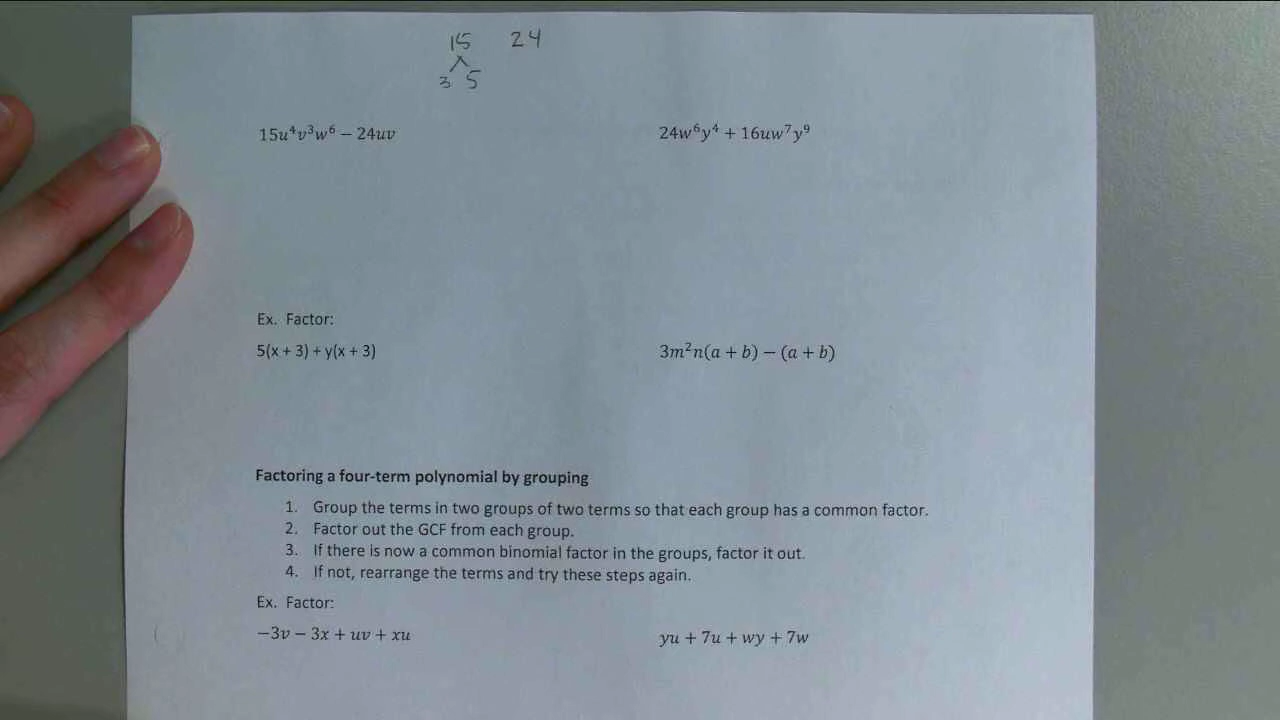 15 24
3 5
15u⁴v³w⁶ − 24uv
24w⁶y⁴ + 16uw⁷y⁹
Ex. Factor:
5(x + 3) + y(x + 3)
3m²n(a + b) − (a + b)
Factoring a four-term polynomial by grouping
1. Group the terms in two groups of two terms so that each group has a common factor.
2. Factor out the GCF from each group.
3. If there is now a common binomial factor in the groups, factor it out.
4. If not, rearrange the terms and try these steps again.
Ex. Factor:
−3v − 3x + uv + xu
yu + 7u + wy + 7w